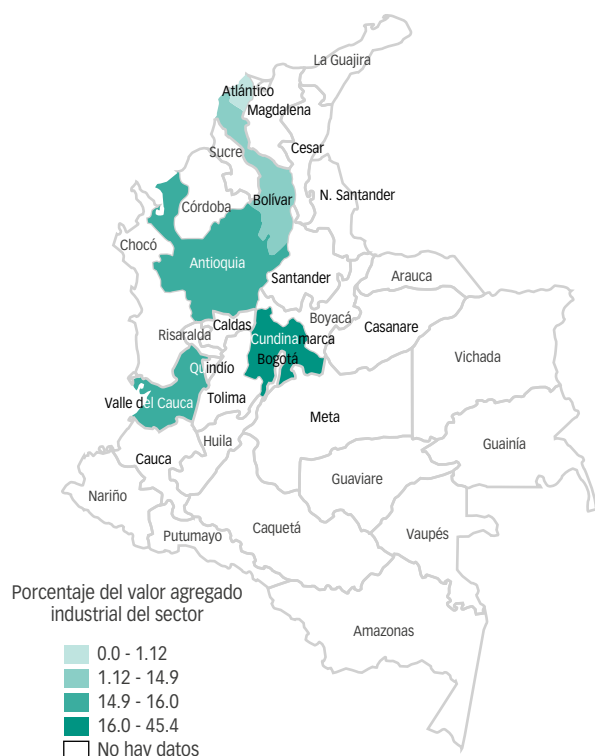 La Guajira
Atlántico
Magdalena
Cesar
Sucre
N. Santander
Bolívar
Córdoba
Chocó
Antioquia
Santander
Arauca
Boyacá
Caldas
Casanare
Risaralda
Cundinamarca
Vichada
Bogotá
Quindío
Tolima
Valle del Cauca
Meta
Huila
Guainía
Cauca
Guaviare
Nariño
Caquetá
Vaupés
Putumayo
Amazonas
Porcentaje del valor agregado
industrial del sector
0.0 - 1.12
1.12 - 14.9
14.9 - 16.0
16.0 - 45.4
No hay datos